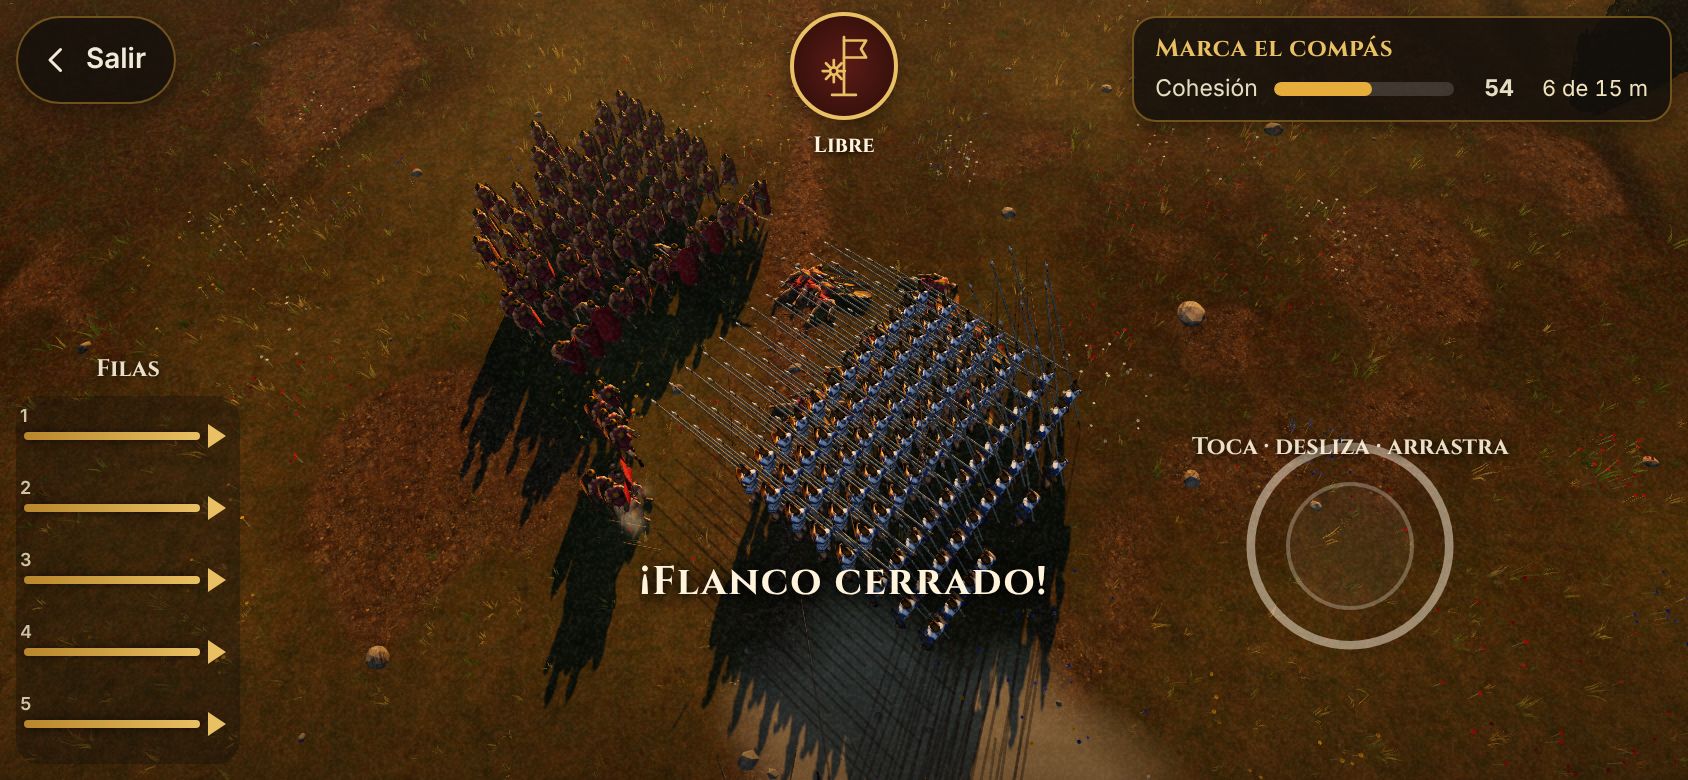 Salir
LIBRE
MARCA EL COMPÁS
Cohesión 54 6 de 15 m
FILAS
1
2
3
4
5
TOCA · DESLIZA · ARRASTRA
¡FLANCO CERRADO!